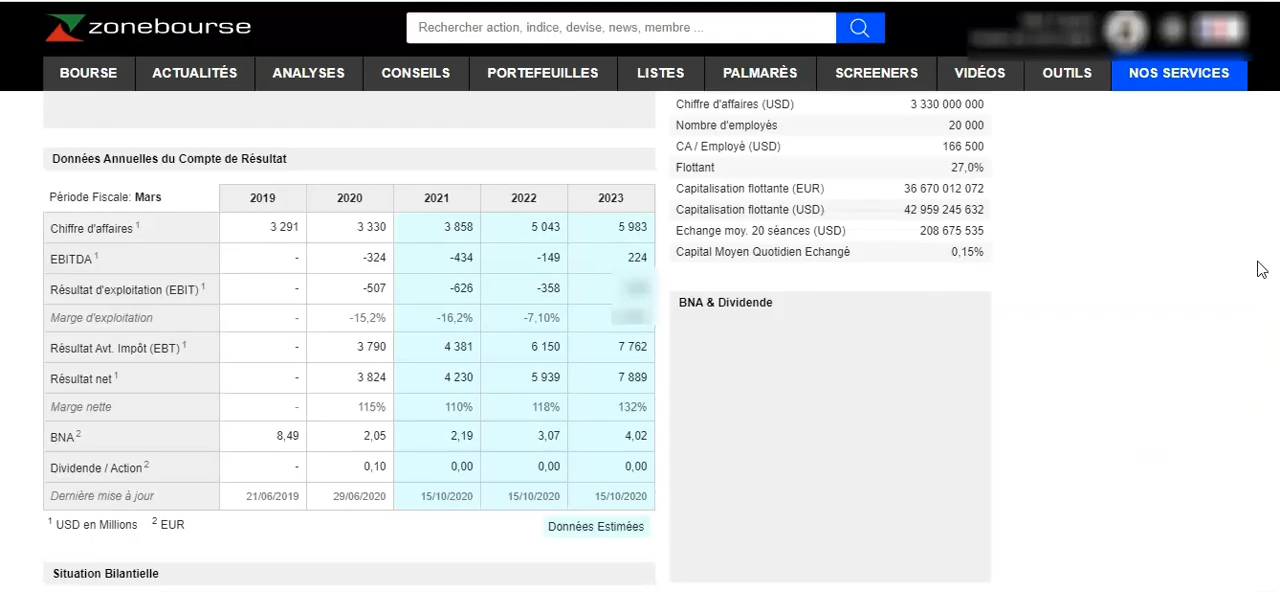 zonebourse
Rechercher action, indice, devise, news, membre ...
BOURSE ACTUALITÉS ANALYSES CONSEILS PORTEFEUILLES LISTES PALMARÈS SCREENERS VIDÉOS OUTILS NOS SERVICES
Données Annuelles du Compte de Résultat
Période Fiscale: Mars 2019 2020 2021 2022 2023
Chiffre d'affaires 1 3 291 3 330 3 858 5 043 5 983
EBITDA 1 - -324 -434 -149 224
Résultat d'exploitation (EBIT) 1 - -507 -626 -358
Marge d'exploitation - -15,2% -16,2% -7,10%
Résultat Avt. Impôt (EBT) 1 - 3 790 4 381 6 150 7 762
Résultat net 1 - 3 824 4 230 5 939 7 889
Marge nette - 115% 110% 118% 132%
BNA 2 8,49 2,05 2,19 3,07 4,02
Dividende / Action 2 - 0,10 0,00 0,00 0,00
Dernière mise à jour 21/06/2019 29/06/2020 15/10/2020 15/10/2020 15/10/2020
1 USD en Millions 2 EUR
Données Estimées
Situation Bilantielle
Chiffre d'affaires (USD) 3 330 000 000
Nombre d'employés 20 000
CA / Employé (USD) 166 500
Flottant 27,0%
Capitalisation flottante (EUR) 36 670 012 072
Capitalisation flottante (USD) 42 959 245 632
Echange moy. 20 séances (USD) 208 675 535
Capital Moyen Quotidien Echangé 0,15%
BNA & Dividende